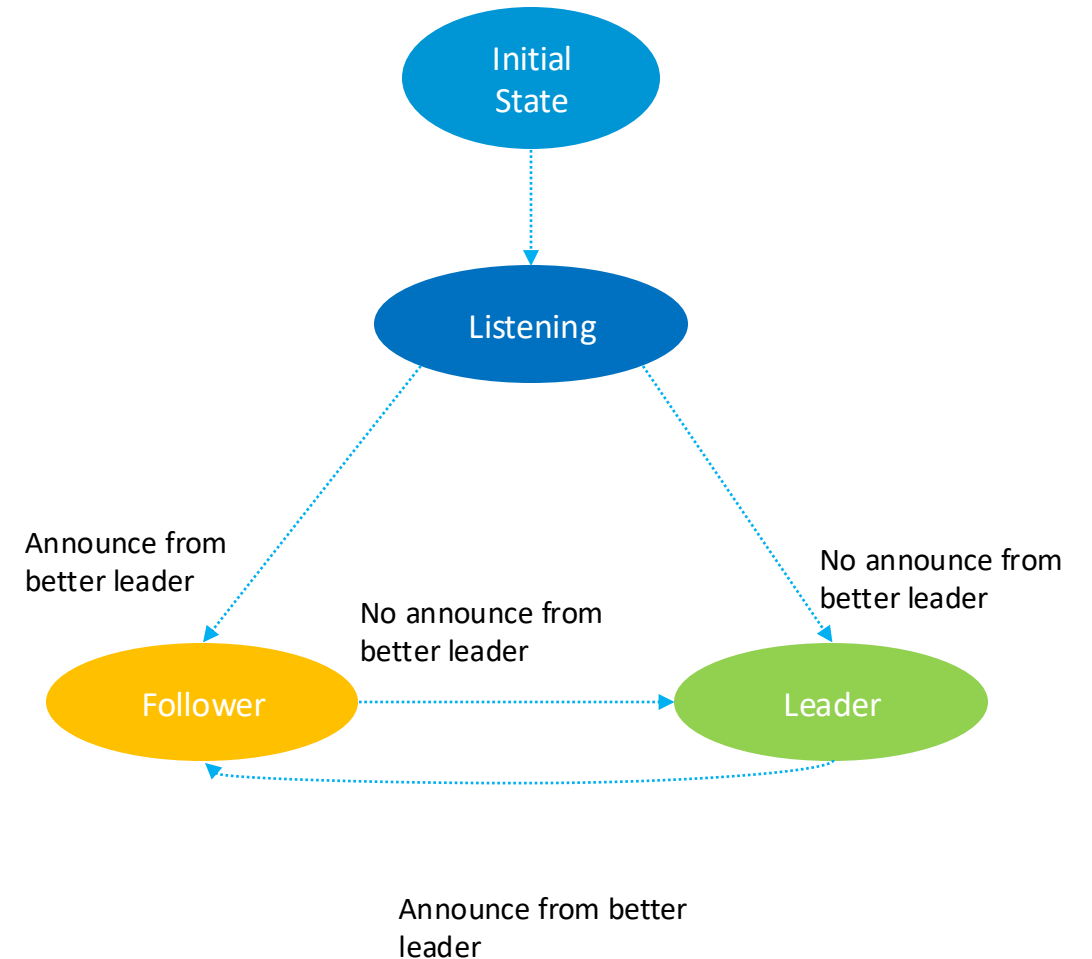 Initial
State
Listening
Announce from
better leader
No announce from
better leader
No announce from
better leader
Follower
Leader
Announce from better
leader